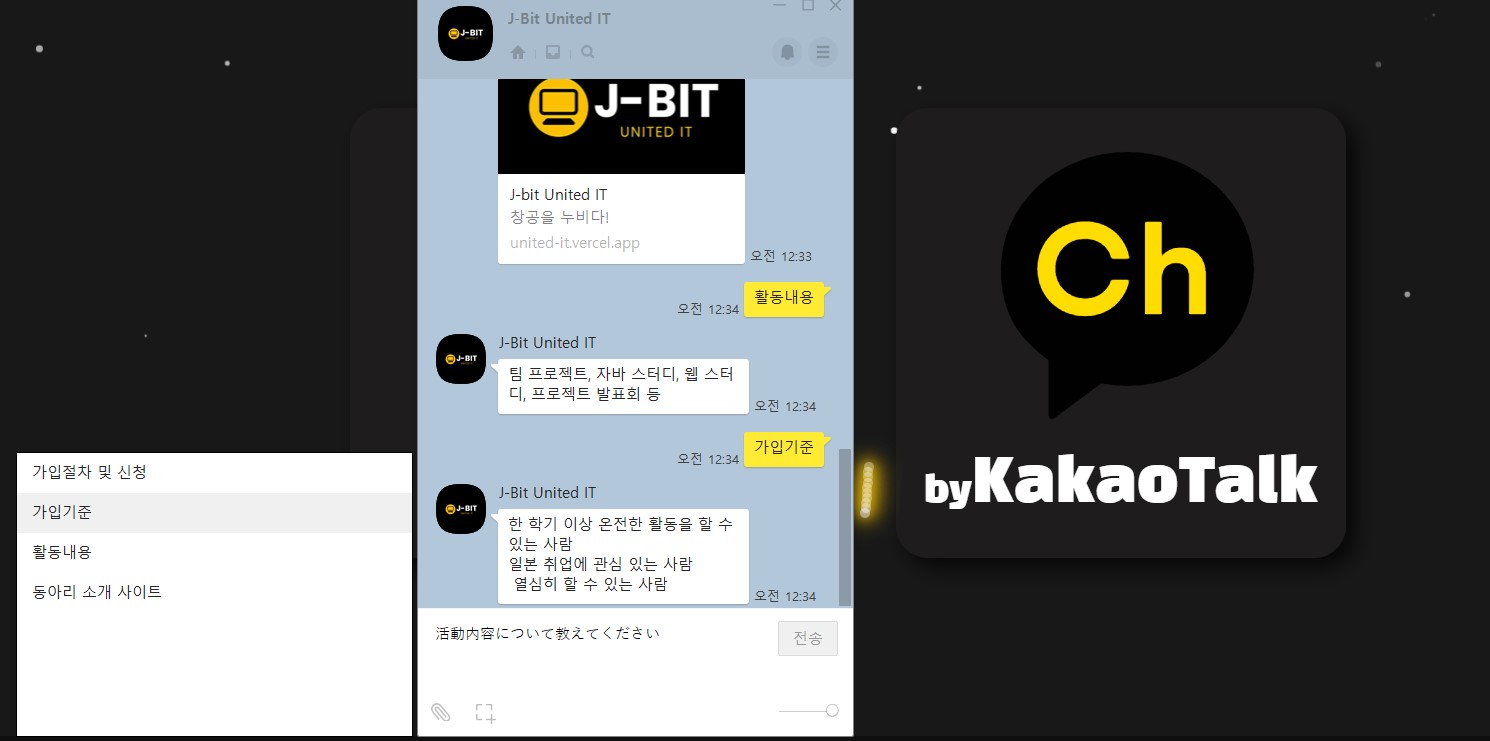 J-BIT
J-Bit United IT
J-BIT
UNITED IT
J-bit United IT
창공을 누비다!
united-it.vercel.app
오전 12:33
활동내용
오전 12:34
J-BIT
J-Bit United IT
팀 프로젝트, 자바 스터디, 웹 스터
디, 프로젝트 발표회 등
오전 12:34
가입기준
오전 12:34
J-BIT
J-Bit United IT
한 학기 이상 온전한 활동을 할 수
있는 사람
일본 취업에 관심 있는 사람
열심히 할 수 있는 사람
오전 12:34
活動内容について教えてください
전송
가입절차 및 신청
가입기준
활동내용
동아리 소개 사이트
Ch
byKakaoTalk